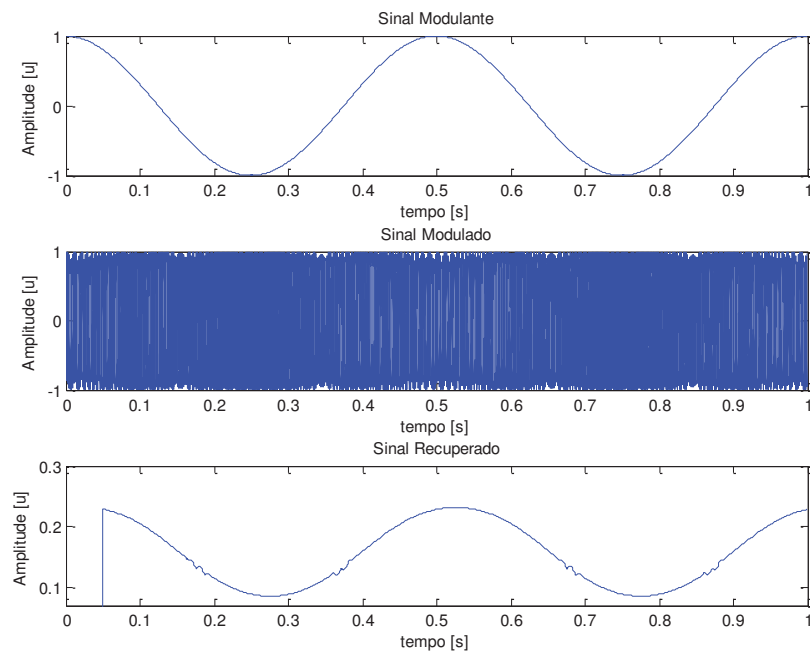 Sinal Modulante
1
0
-1
Amplitude [u]
0 0.1 0.2 0.3 0.4 0.5 0.6 0.7 0.8 0.9 1
tempo [s]
Sinal Modulado
1
0
-1
Amplitude [u]
0 0.1 0.2 0.3 0.4 0.5 0.6 0.7 0.8 0.9 1
tempo [s]
Sinal Recuperado
0.3
0.2
0.1
Amplitude [u]
0 0.1 0.2 0.3 0.4 0.5 0.6 0.7 0.8 0.9 1
tempo [s]